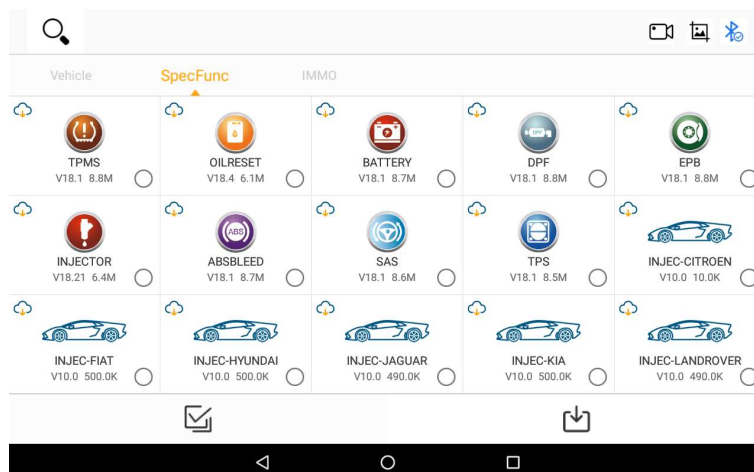 Vehicle SpecFunc IMMO
TPMS OILRESET BATTERY DPF EPB
V18.1 8.8M V18.4 6.1M V18.1 8.7M V18.1 8.8M V18.1 8.8M
INJECTOR ABSBLEED SAS TPS INJEC-CITROEN
V18.21 6.4M V18.1 8.7M V18.1 8.6M V18.1 8.5M V10.0 10.0K
INJEC-FIAT INJEC-HYUNDAI INJEC-JAGUAR INJEC-KIA INJEC-LANDROVER
V10.0 500.0K V10.0 500.0K V10.0 490.0K V10.0 500.0K V10.0 490.0K